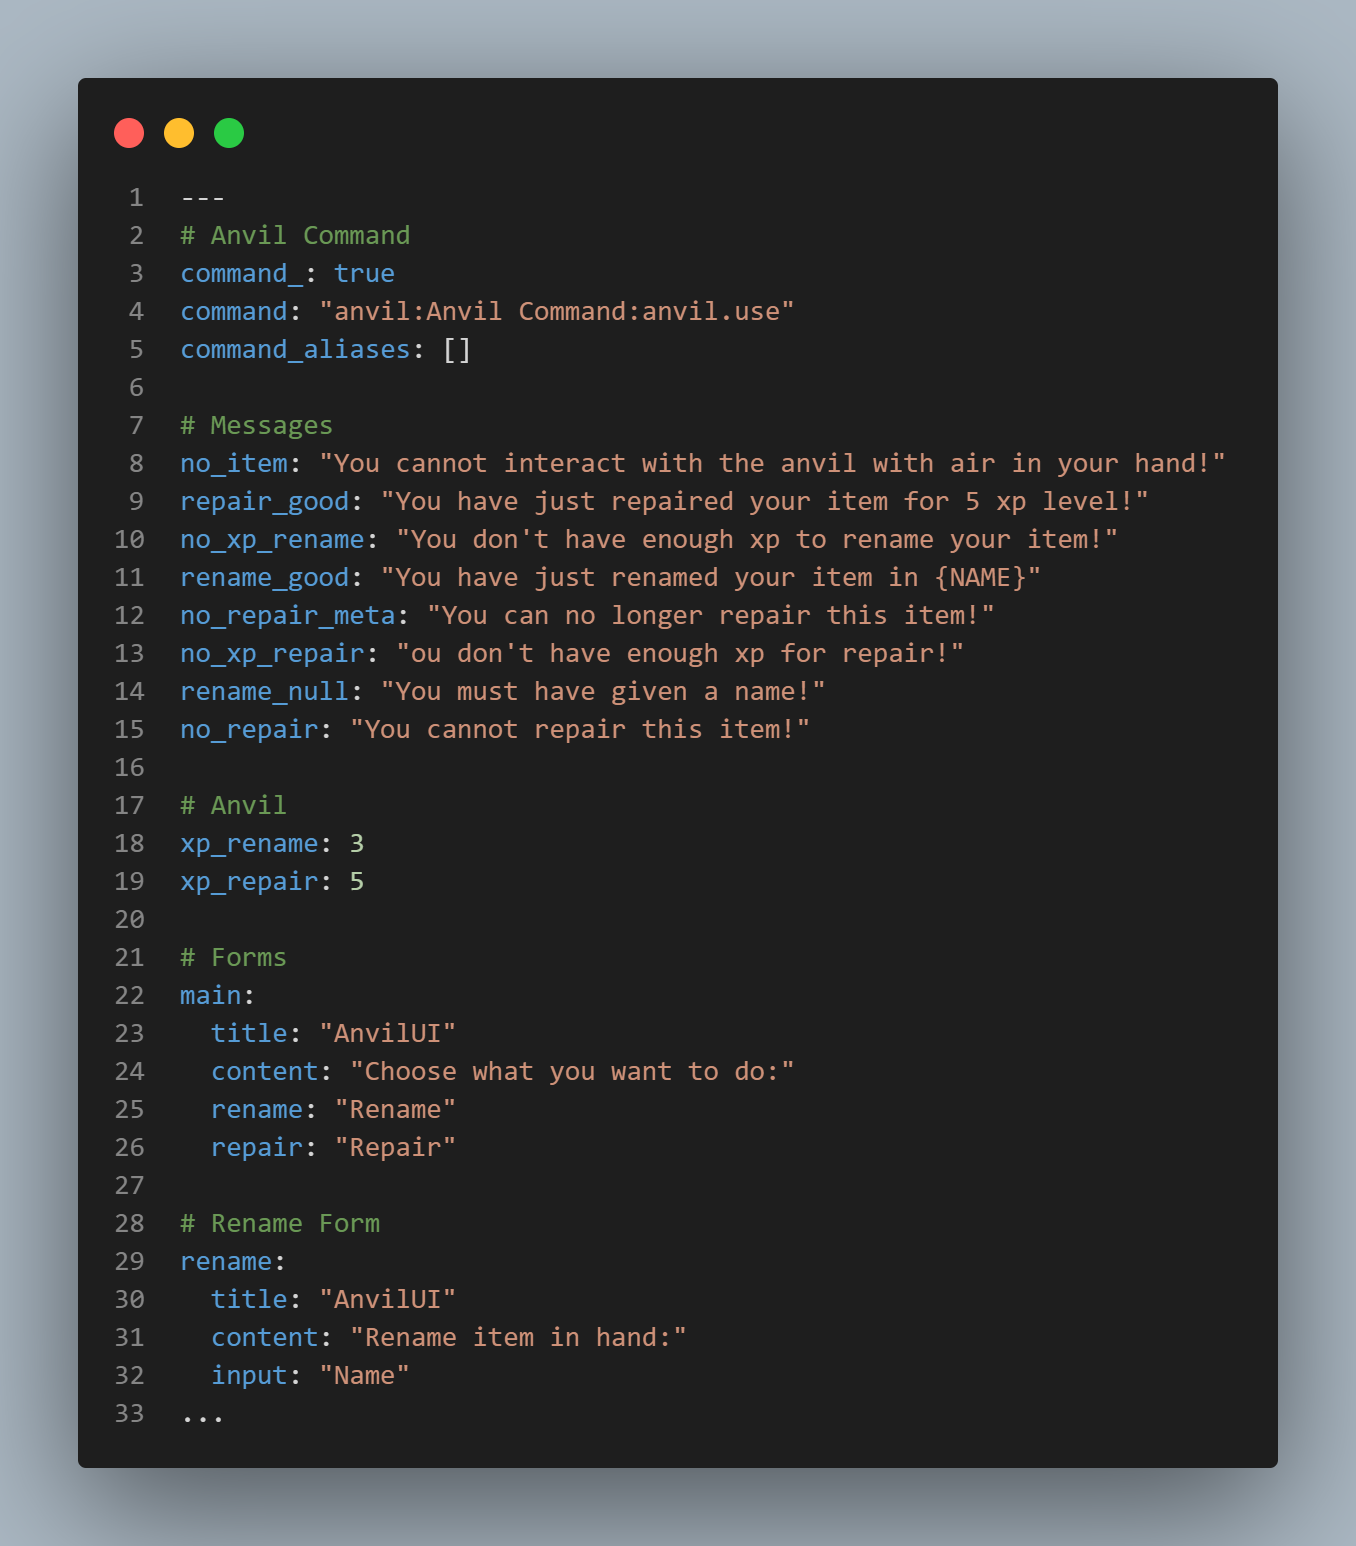 1 ---
2 # Anvil Command
3 command_: true
4 command: "anvil:Anvil Command:anvil.use"
5 command_aliases: []
6
7 # Messages
8 no_item: "You cannot interact with the anvil with air in your hand!"
9 repair_good: "You have just repaired your item for 5 xp level!"
10 no_xp_rename: "You don't have enough xp to rename your item!"
11 rename_good: "You have just renamed your item in {NAME}"
12 no_repair_meta: "You can no longer repair this item!"
13 no_xp_repair: "ou don't have enough xp for repair!"
14 rename_null: "You must have given a name!"
15 no_repair: "You cannot repair this item!"
16
17 # Anvil
18 xp_rename: 3
19 xp_repair: 5
20
21 # Forms
22 main:
23   title: "AnvilUI"
24   content: "Choose what you want to do:"
25   rename: "Rename"
26   repair: "Repair"
27
28 # Rename Form
29 rename:
30   title: "AnvilUI"
31   content: "Rename item in hand:"
32   input: "Name"
33 ...